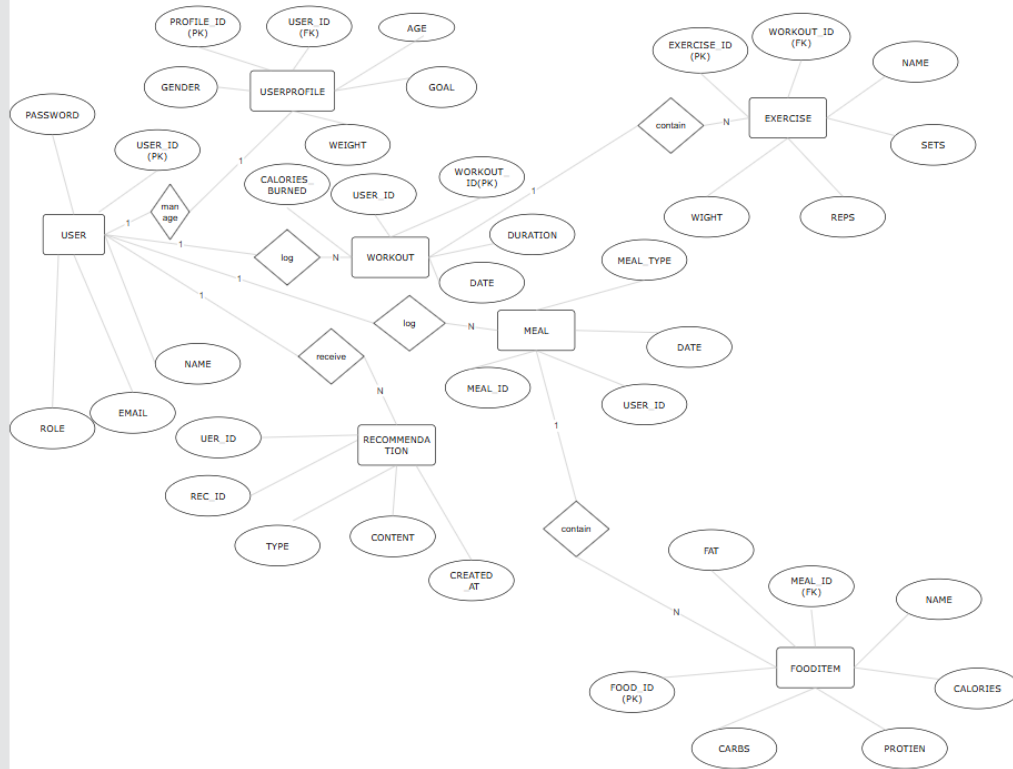 PROFILE_ID
(PK)
USER_ID
(FK)
AGE
GENDER
USERPROFILE
GOAL
WEIGHT
PASSWORD
USER_ID
(PK)
USER
1
man
age
1
ROLE
EMAIL
NAME
1
log
N
CALORIES_
BURNED
USER_ID
WORKOUT_
ID(PK)
WORKOUT
DURATION
DATE
1
contain
N
EXERCISE_ID
(PK)
WORKOUT_ID
(FK)
NAME
EXERCISE
SETS
WIGHT
REPS
1
log
N
MEAL_TYPE
MEAL
DATE
MEAL_ID
USER_ID
1
receive
N
RECOMMENDA
TION
UER_ID
REC_ID
TYPE
CONTENT
CREATED
_AT
1
contain
N
FAT
MEAL_ID
(FK)
NAME
FOODITEM
FOOD_ID
(PK)
CALORIES
CARBS
PROTIEN